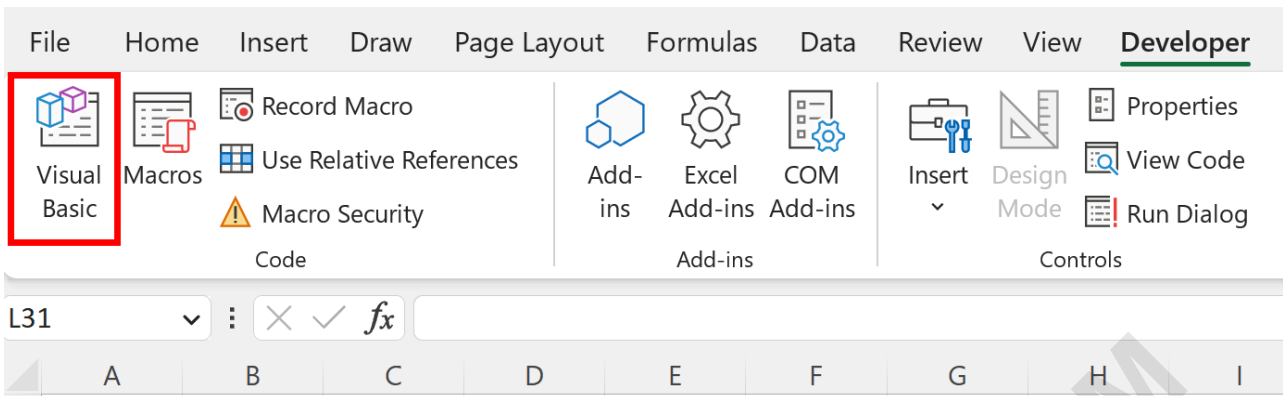 File Home Insert Draw Page Layout Formulas Data Review View Developer
Visual Basic
Macros
Record Macro
Use Relative References
Macro Security
Code
Add-ins
Excel Add-ins
COM Add-ins
Add-ins
Insert
Design Mode
Properties
View Code
Run Dialog
Controls
L31
fx
A B C D E F G H I